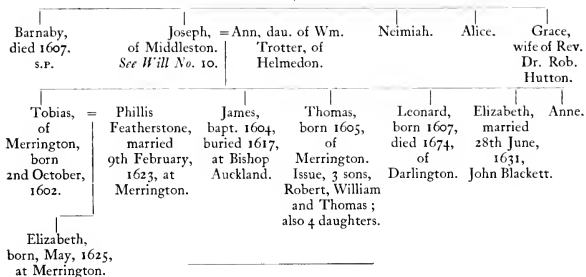 Barnaby,
died 1607.
S.P.
Joseph,
of Middleston.
See Will No. 10.
= Ann, dau. of Wm.
Trotter, of
Helmedon.
Neimiah.
Alice.
Grace,
wife of Rev.
Dr. Rob.
Hutton.
Tobias,
of
Merrington,
born
2nd October,
1602.
=
Phillis
Featherstone,
married
9th February,
1623, at
Merrington.
James,
bapt. 1604,
buried 1617,
at Bishop
Auckland.
Thomas,
born 1605,
of
Merrington.
Issue, 3 sons,
Robert, William
and Thomas ;
also 4 daughters.
Leonard,
born 1607,
died 1674,
of
Darlington.
Elizabeth,
married
28th June,
1631,
John Blackett.
Anne.
Elizabeth,
born, May, 1625,
at Merrington.